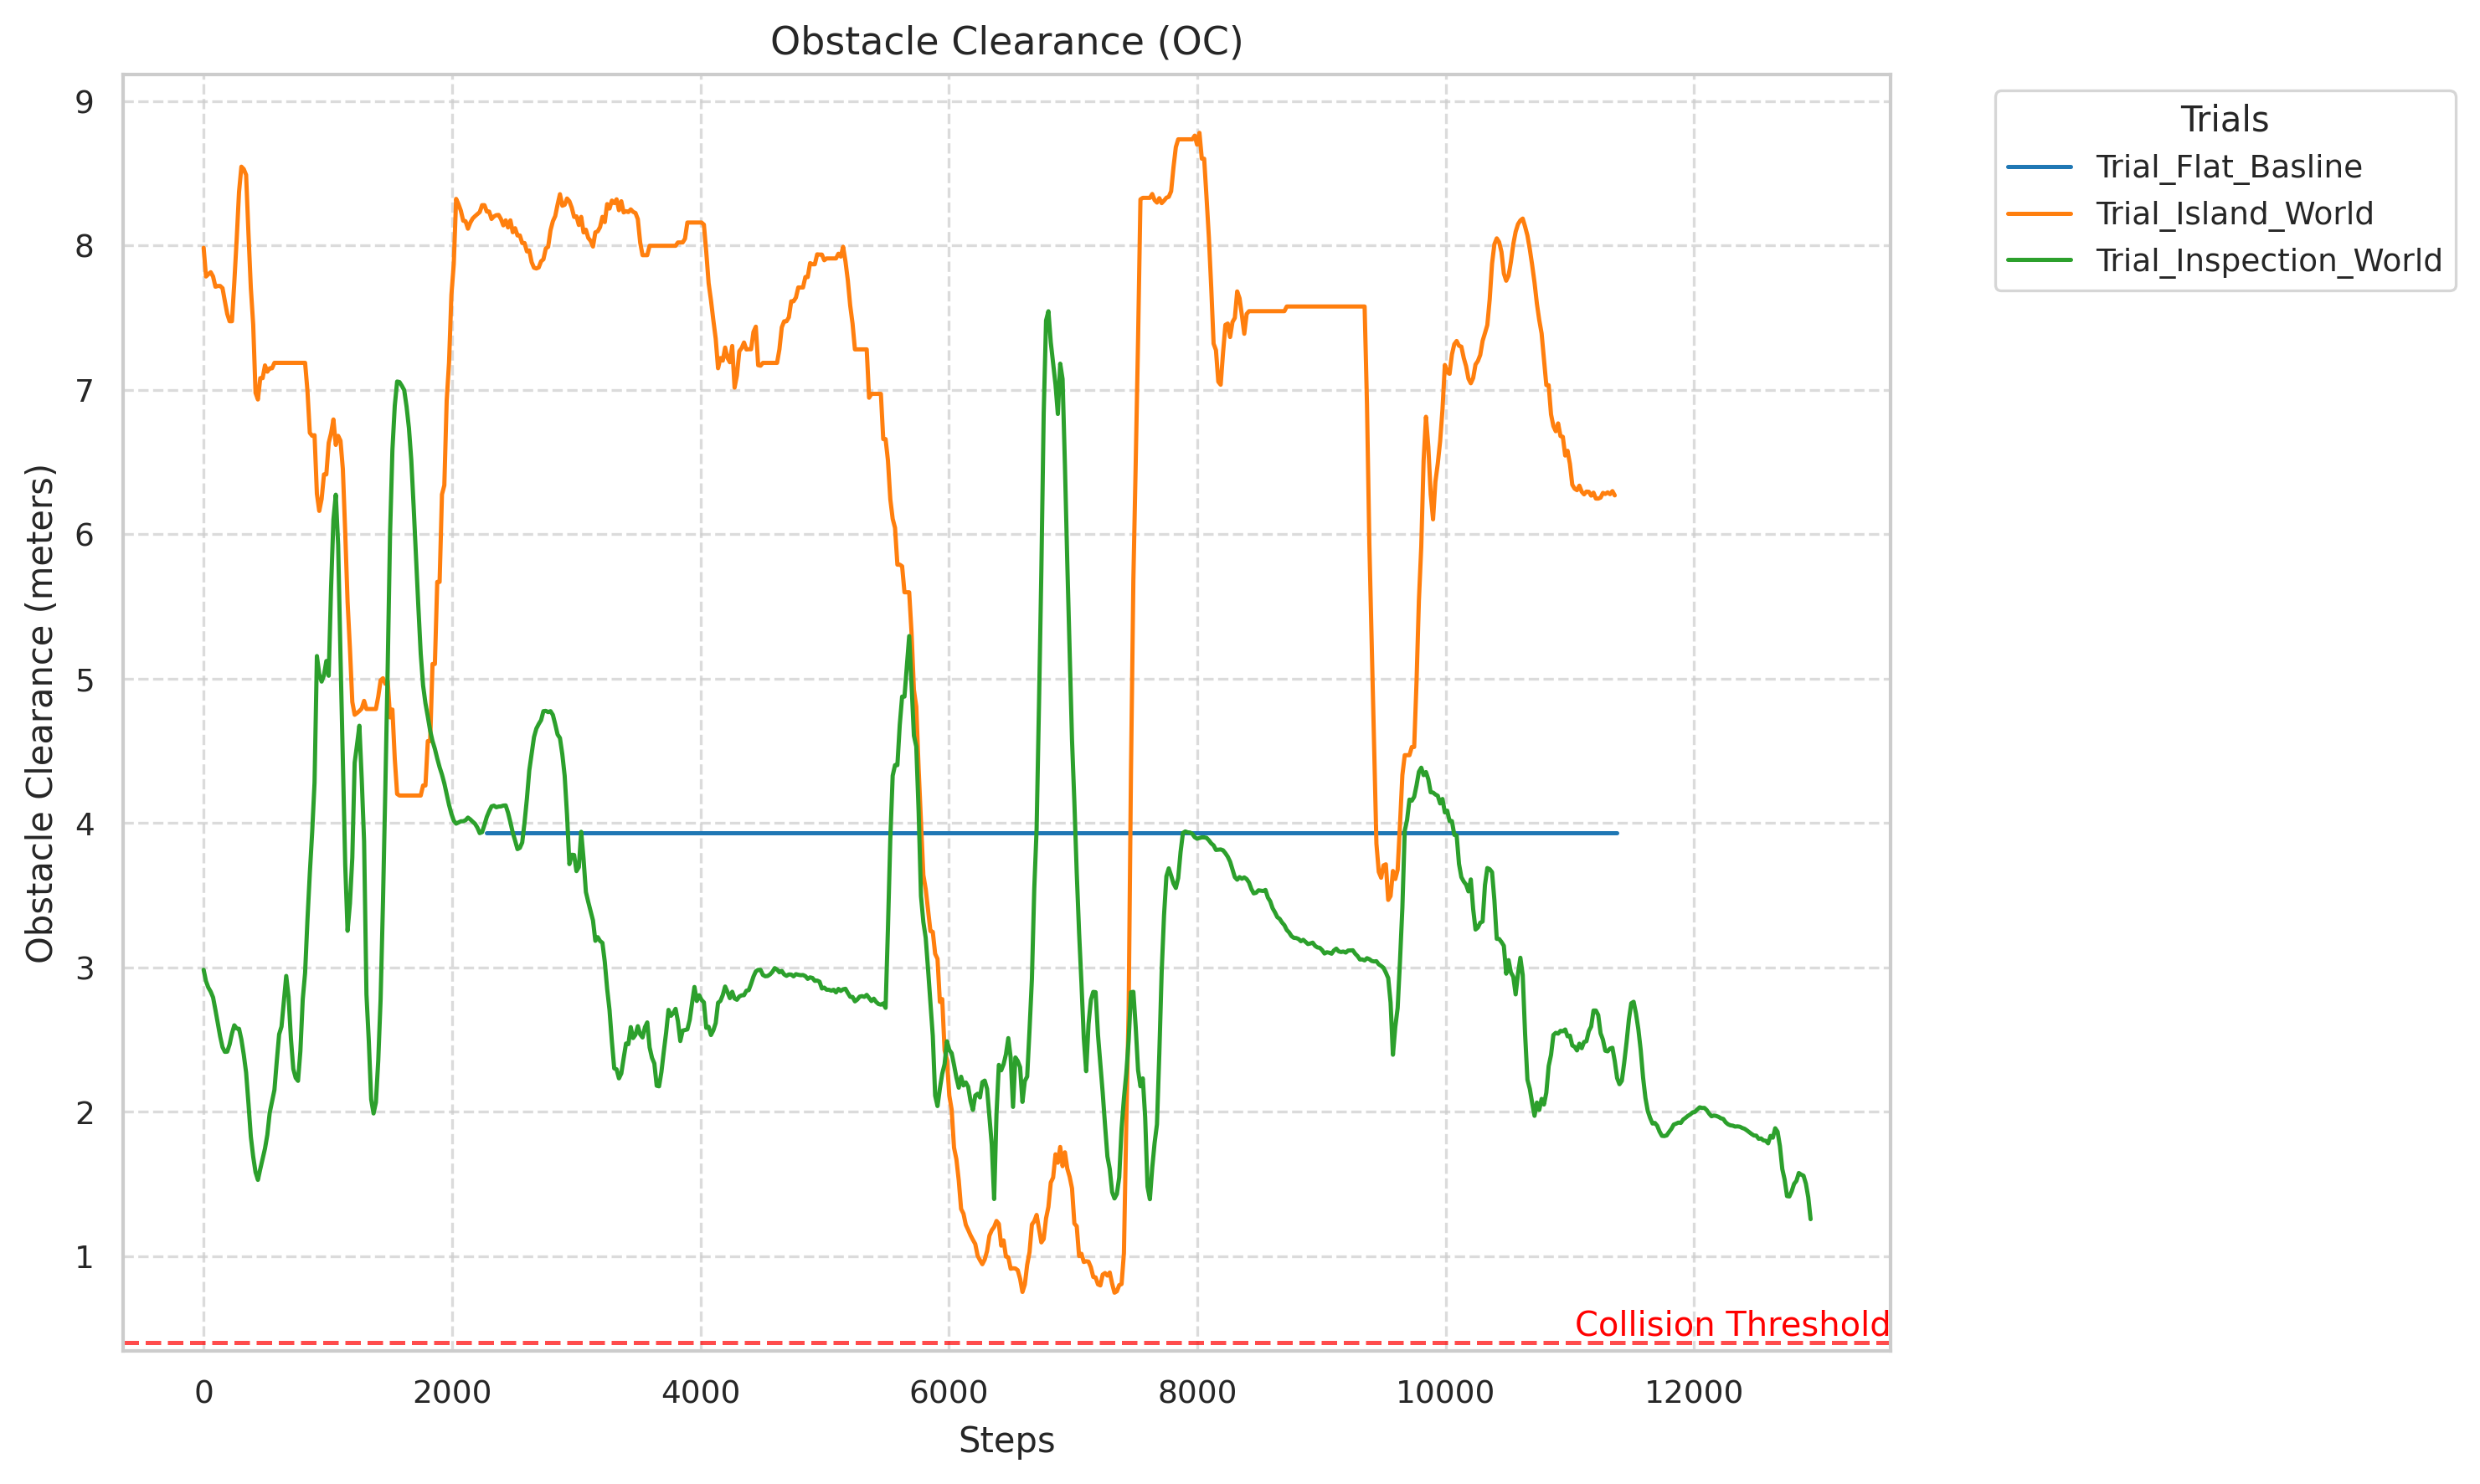 Obstacle Clearance (OC)
Obstacle Clearance (meters)
9
8
7
6
5
4
3
2
1
Collision Threshold
0 2000 4000 6000 8000 10000 12000
Steps
Trials
Trial_Flat_Basline
Trial_Island_World
Trial_Inspection_World